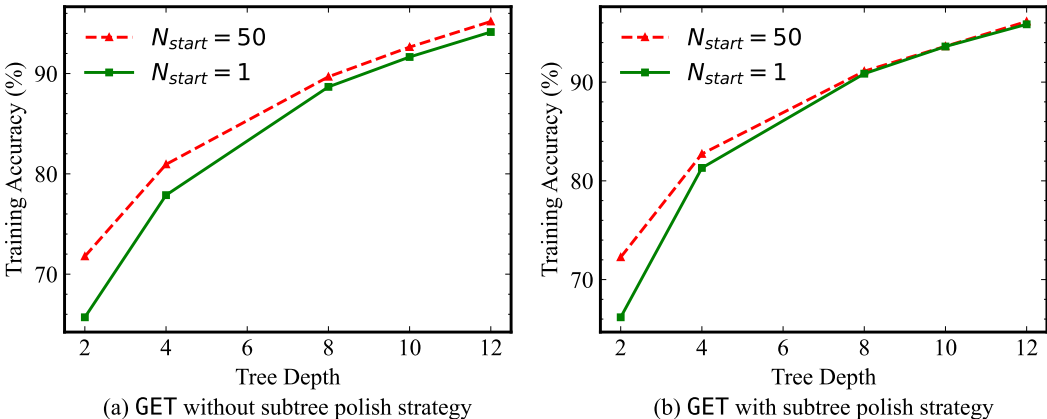 N_start = 50
N_start = 1
90
80
70
Training Accuracy (%)
2 4 6 8 10 12
Tree Depth
(a) GET without subtree polish strategy
N_start = 50
N_start = 1
90
80
70
Training Accuracy (%)
2 4 6 8 10 12
Tree Depth
(b) GET with subtree polish strategy